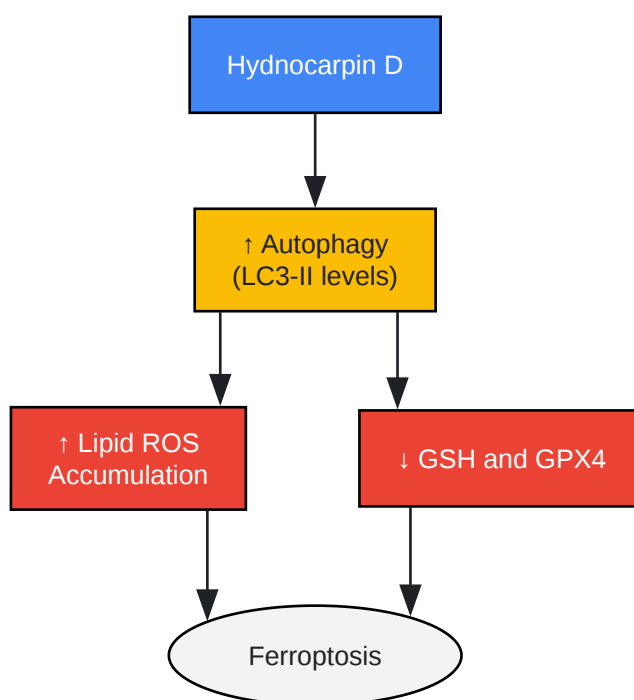 Hydnocarpin D
↑ Autophagy
(LC3-II levels)
↑ Lipid ROS
Accumulation
↓ GSH and GPX4
Ferroptosis